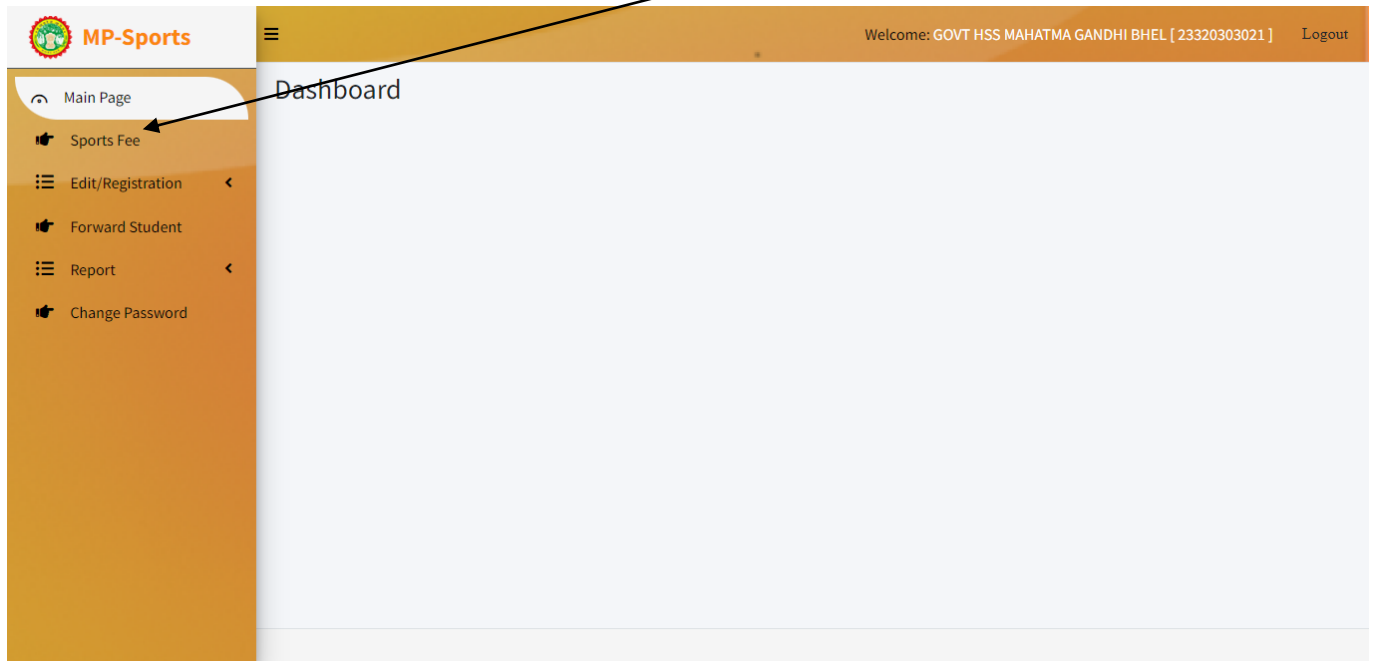 MP-Sports
Welcome: GOVT HSS MAHATMA GANDHI BHEL [ 23320303021 ] Logout
Main Page
Dashboard
Sports Fee
Edit/Registration
Forward Student
Report
Change Password